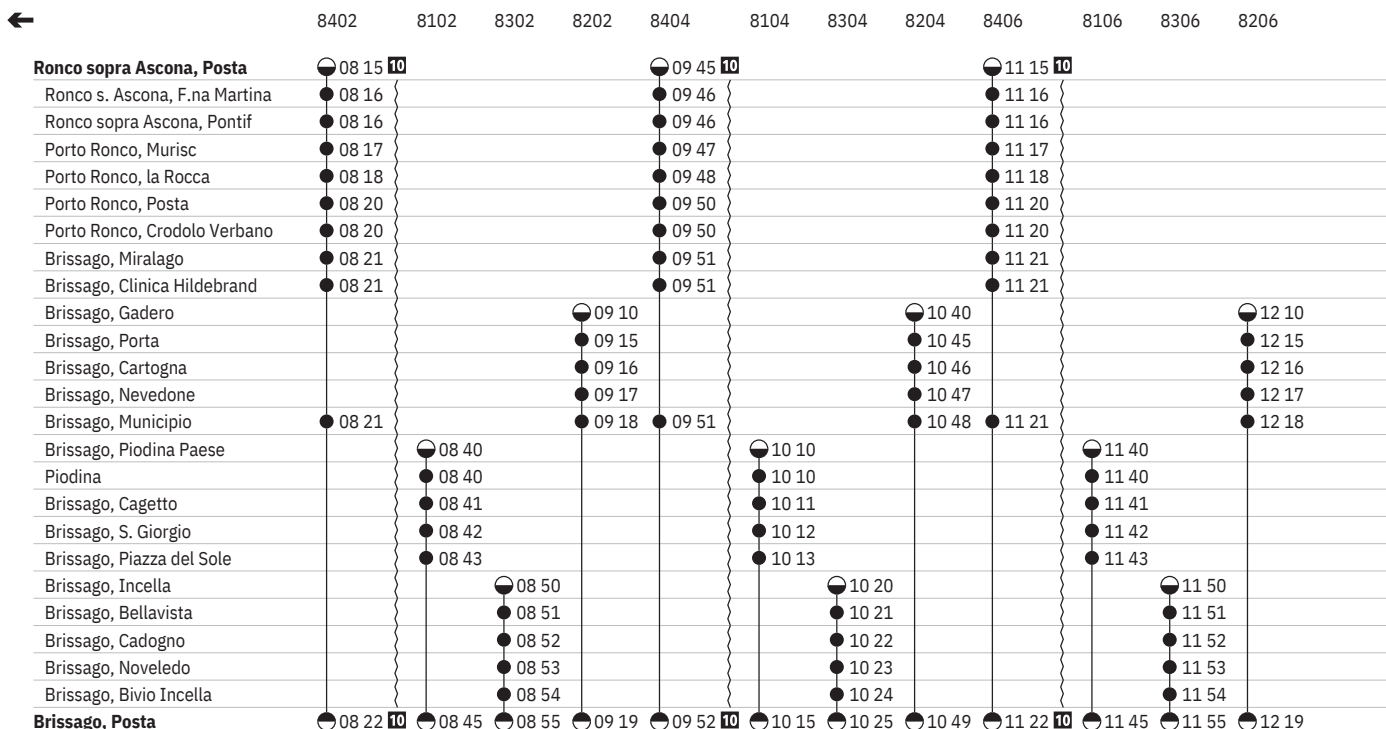 8402 8102 8302 8202 8404 8104 8304 8204 8406 8106 8306 8206
Ronco sopra Ascona, Posta 08 15 10 09 45 10 11 15 10
Ronco s. Ascona, F.na Martina 08 16 09 46 11 16
Ronco sopra Ascona, Pontif 08 16 09 46 11 16
Porto Ronco, Murisc 08 17 09 47 11 17
Porto Ronco, la Rocca 08 18 09 48 11 18
Porto Ronco, Posta 08 20 09 50 11 20
Porto Ronco, Crodolo Verbano 08 20 09 50 11 20
Brissago, Miralago 08 21 09 51 11 21
Brissago, Clinica Hildebrand 08 21 09 51 11 21
Brissago, Gadero 09 10 10 40 12 10
Brissago, Porta 09 15 10 45 12 15
Brissago, Cartogna 09 16 10 46 12 16
Brissago, Nevedone 09 17 10 47 12 17
Brissago, Municipio 08 21 09 18 09 51 10 48 11 21 12 18
Brissago, Piodina Paese 08 40 10 10 11 40
Piodina 08 40 10 10 11 40
Brissago, Cagetto 08 41 10 11 11 41
Brissago, S. Giorgio 08 42 10 12 11 42
Brissago, Piazza del Sole 08 43 10 13 11 43
Brissago, Incella 08 50 10 20 11 50
Brissago, Bellavista 08 51 10 21 11 51
Brissago, Cadogno 08 52 10 22 11 52
Brissago, Noveledo 08 53 10 23 11 53
Brissago, Bivio Incella 08 54 10 24 11 54
Brissago, Posta 08 22 10 08 45 08 55 09 19 09 52 10 10 15 10 25 10 49 11 22 10 11 45 11 55 12 19